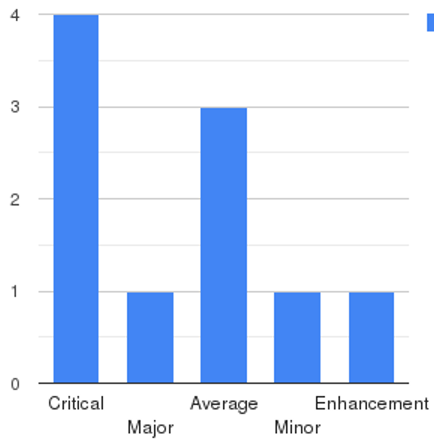 4
3
2
1
0
Critical
Major
Average
Minor
Enhancement